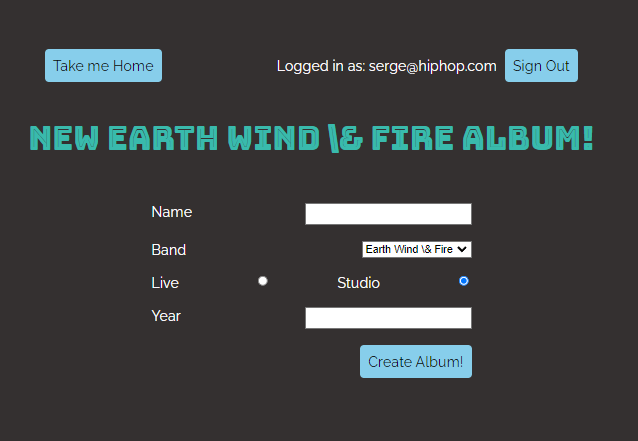 Take me Home Logged in as: serge@hiphop.com Sign Out
NEW EARTH WIND \& FIRE ALBUM!
Name
Band Earth Wind \& Fire
Live Studio
Year
Create Album!